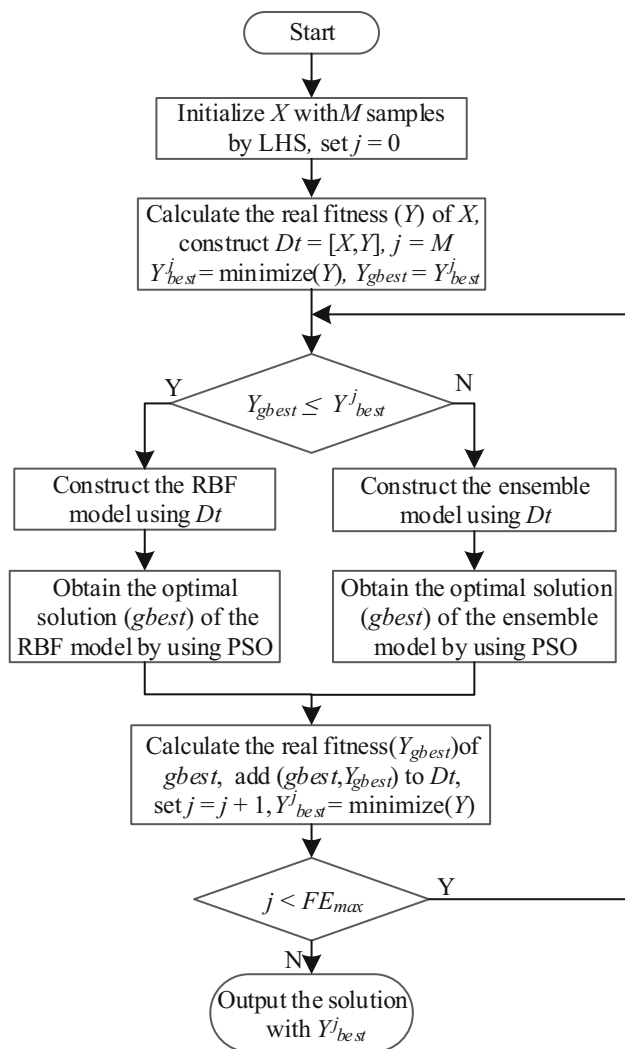 Start
Initialize X withM samples
by LHS, set j = 0
Calculate the real fitness (Y) of X,
construct Dt = [X,Y], j = M
Y^j_best = minimize(Y), Y_gbest = Y^j_best
Y
Y_gbest ≤ Y^j_best
N
Construct the RBF
model using Dt
Construct the ensemble
model using Dt
Obtain the optimal
solution (gbest) of the
RBF model by using PSO
Obtain the optimal solution
(gbest) of the ensemble
model by using PSO
Calculate the real fitness(Y_gbest)of
gbest, add (gbest,Y_gbest) to Dt,
set j = j + 1, Y^j_best = minimize(Y)
j < FE_max
Y
N
Output the solution
with Y^j_best